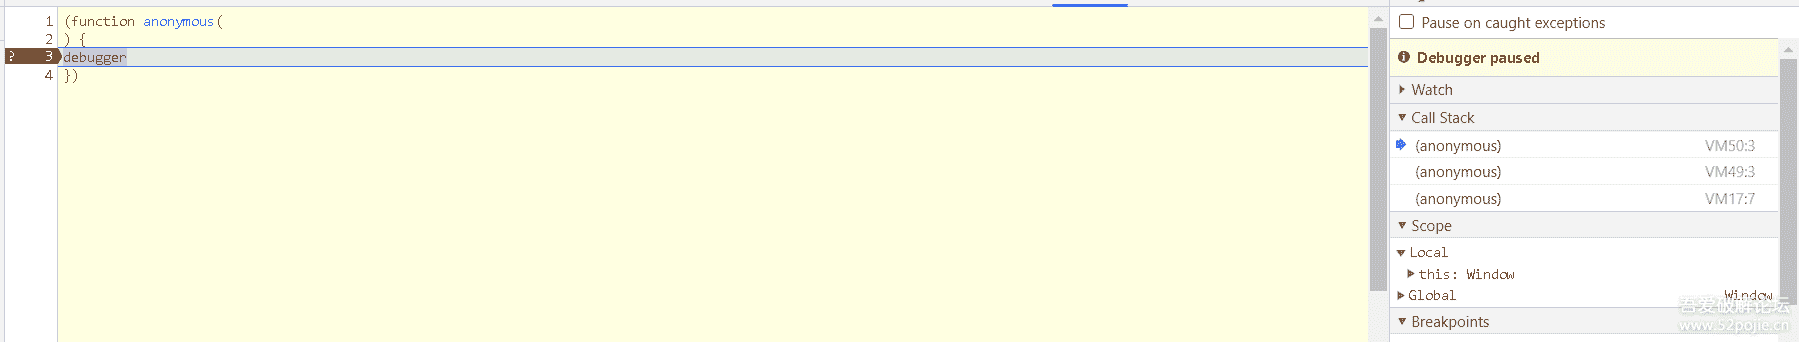 1 (function anonymous(
2 ) {
? 3 debugger
4 })
Pause on caught exceptions
Debugger paused
Watch
Call Stack
(anonymous) VM50:3
(anonymous) VM49:3
(anonymous) VM17:7
Scope
Local
this: Window
Global Window
吾爱破解论坛
www.52pojie.cn
Breakpoints